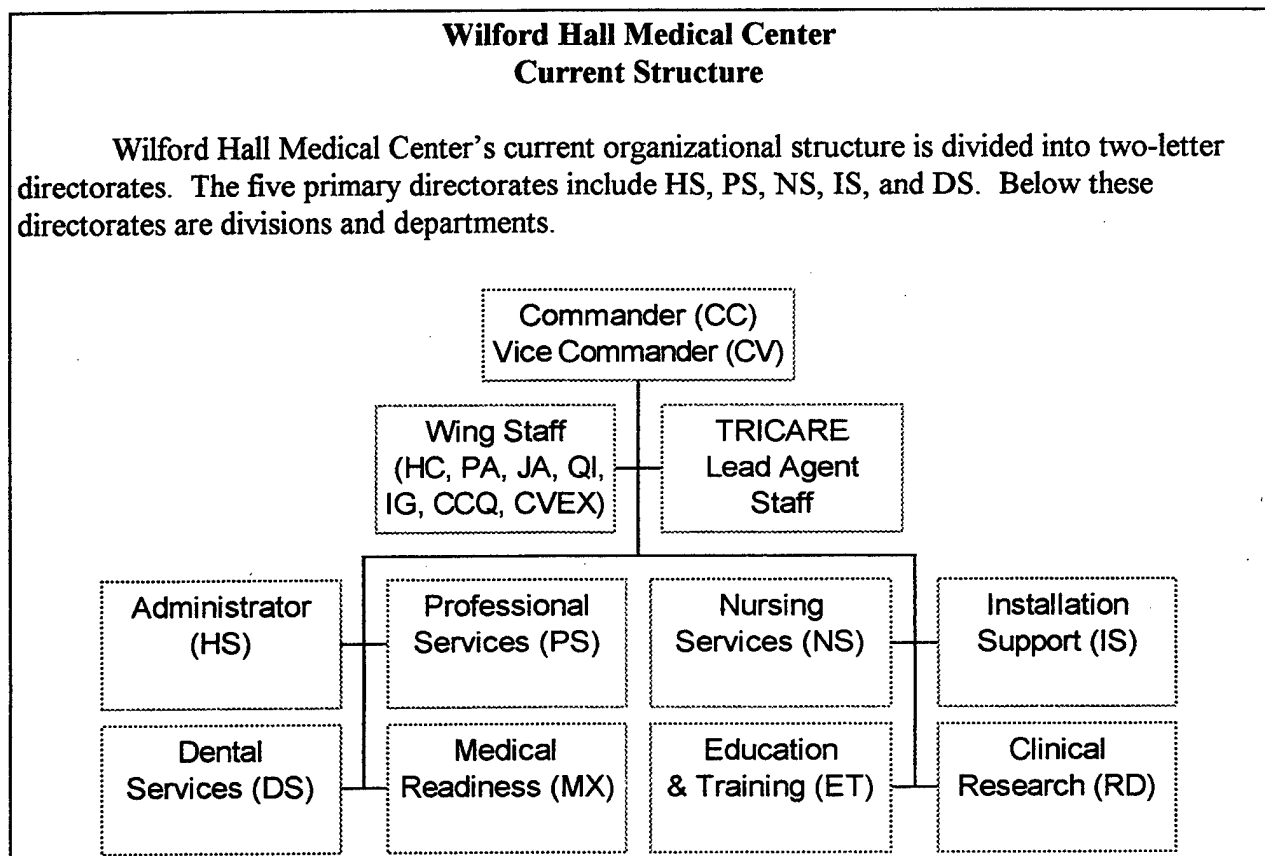 Wilford Hall Medical Center
Current Structure
Wilford Hall Medical Center's current organizational structure is divided into two-letter
directorates. The five primary directorates include HS, PS, NS, IS, and DS. Below these
directorates are divisions and departments.
Commander (CC)
Vice Commander (CV)
Wing Staff
(HC, PA, JA, QI,
IG, CCQ, CVEX)
TRICARE
Lead Agent
Staff
Administrator
(HS)
Professional
Services (PS)
Nursing
Services (NS)
Installation
Support (IS)
Dental
Services (DS)
Medical
Readiness (MX)
Education
& Training (ET)
Clinical
Research (RD)